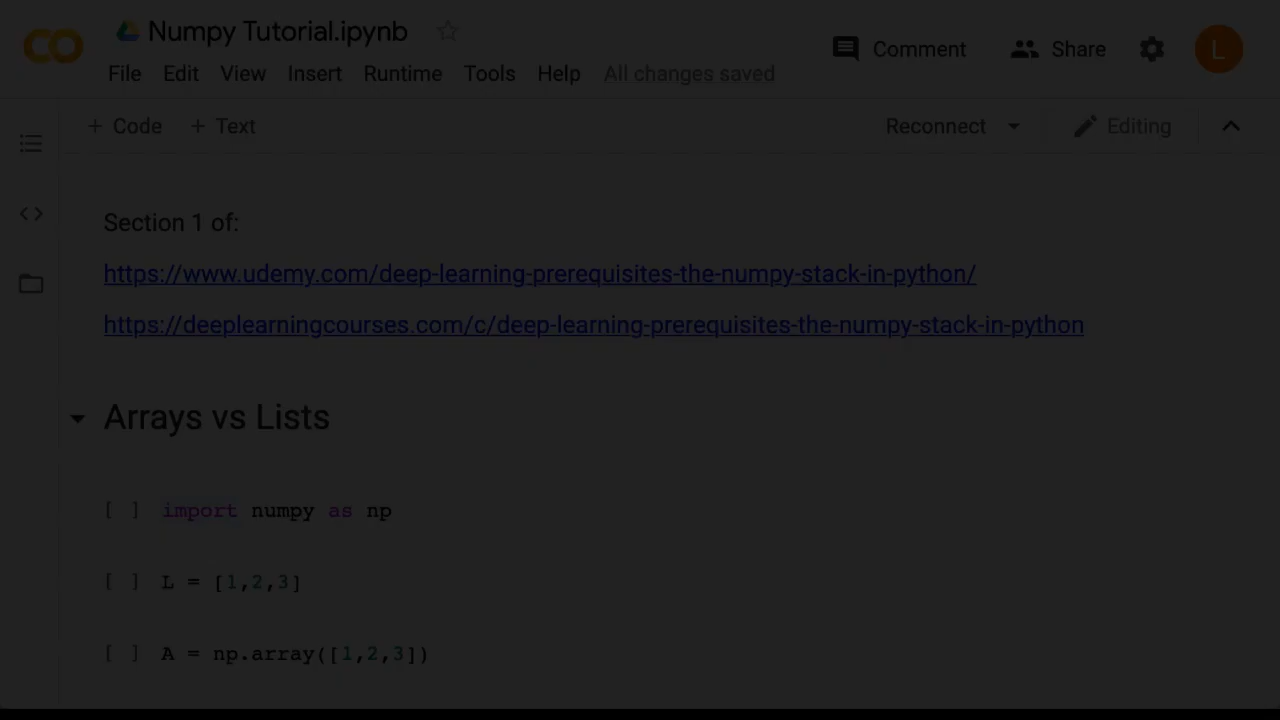 Numpy Tutorial.ipynb
Comment
Share
L
File Edit View Insert Runtime Tools Help All changes saved
+ Code + Text
Reconnect
Editing
Section 1 of:
https://www.udemy.com/deep-learning-prerequisites-the-numpy-stack-in-python/
https://deeplearningcourses.com/c/deep-learning-prerequisites-the-numpy-stack-in-python
Arrays vs Lists
[ ] import numpy as np
[ ] L = [1,2,3]
[ ] A = np.array([1,2,3])